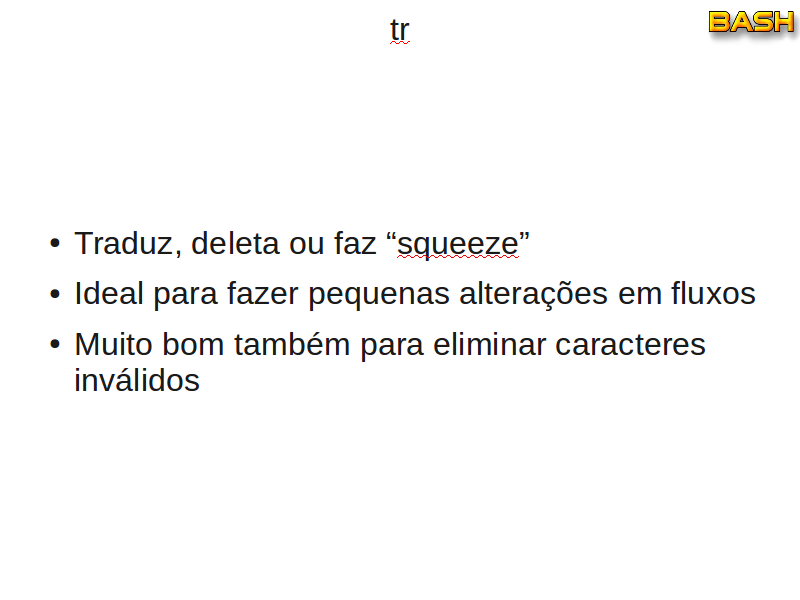 tr
BASH
• Traduz, deleta ou faz “squeeze”
• Ideal para fazer pequenas alterações em fluxos
• Muito bom também para eliminar caracteres
inválidos